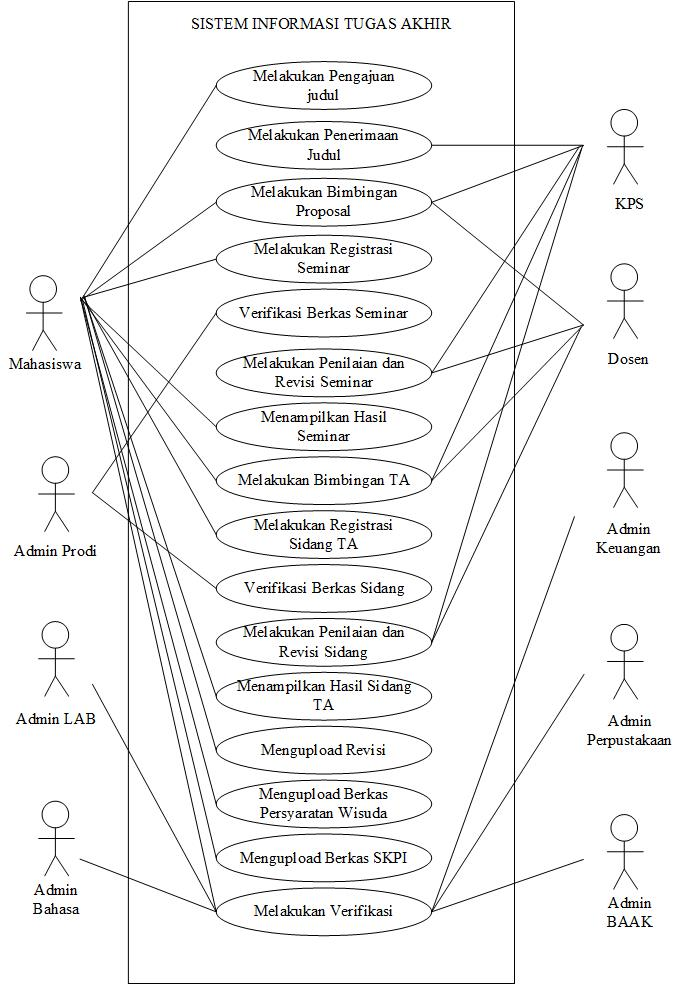 SISTEM INFORMASI TUGAS AKHIR
Melakukan Pengajuan
judul
Melakukan Penerimaan
Judul
Melakukan Bimbingan
Proposal
Melakukan Registrasi
Seminar
Verifikasi Berkas Seminar
Melakukan Penilaian dan
Revisi Seminar
Menampilkan Hasil
Seminar
Melakukan Bimbingan TA
Melakukan Registrasi
Sidang TA
Verifikasi Berkas Sidang
Melakukan Penilaian dan
Revisi Sidang
Menampilkan Hasil Sidang
TA
Mengupload Revisi
Mengupload Berkas
Persyaratan Wisuda
Mengupload Berkas SKPI
Melakukan Verifikasi
Mahasiswa
Admin Prodi
Admin LAB
Admin
Bahasa
KPS
Dosen
Admin
Keuangan
Admin
Perpustakaan
Admin
BAAK